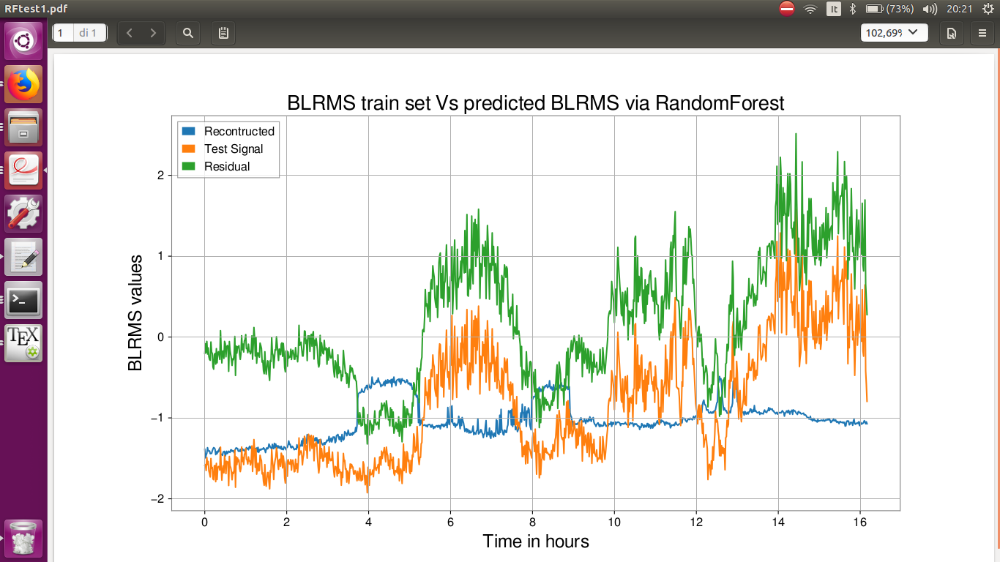 RFtest1.pdf
It
(73%)
20:21
1 di 1
102,69%
BLRMS train set Vs predicted BLRMS via RandomForest
Recontructed
Test Signal
Residual
BLRMS values
2
1
0
−1
−2
0 2 4 6 8 10 12 14 16
Time in hours
>_
TEX